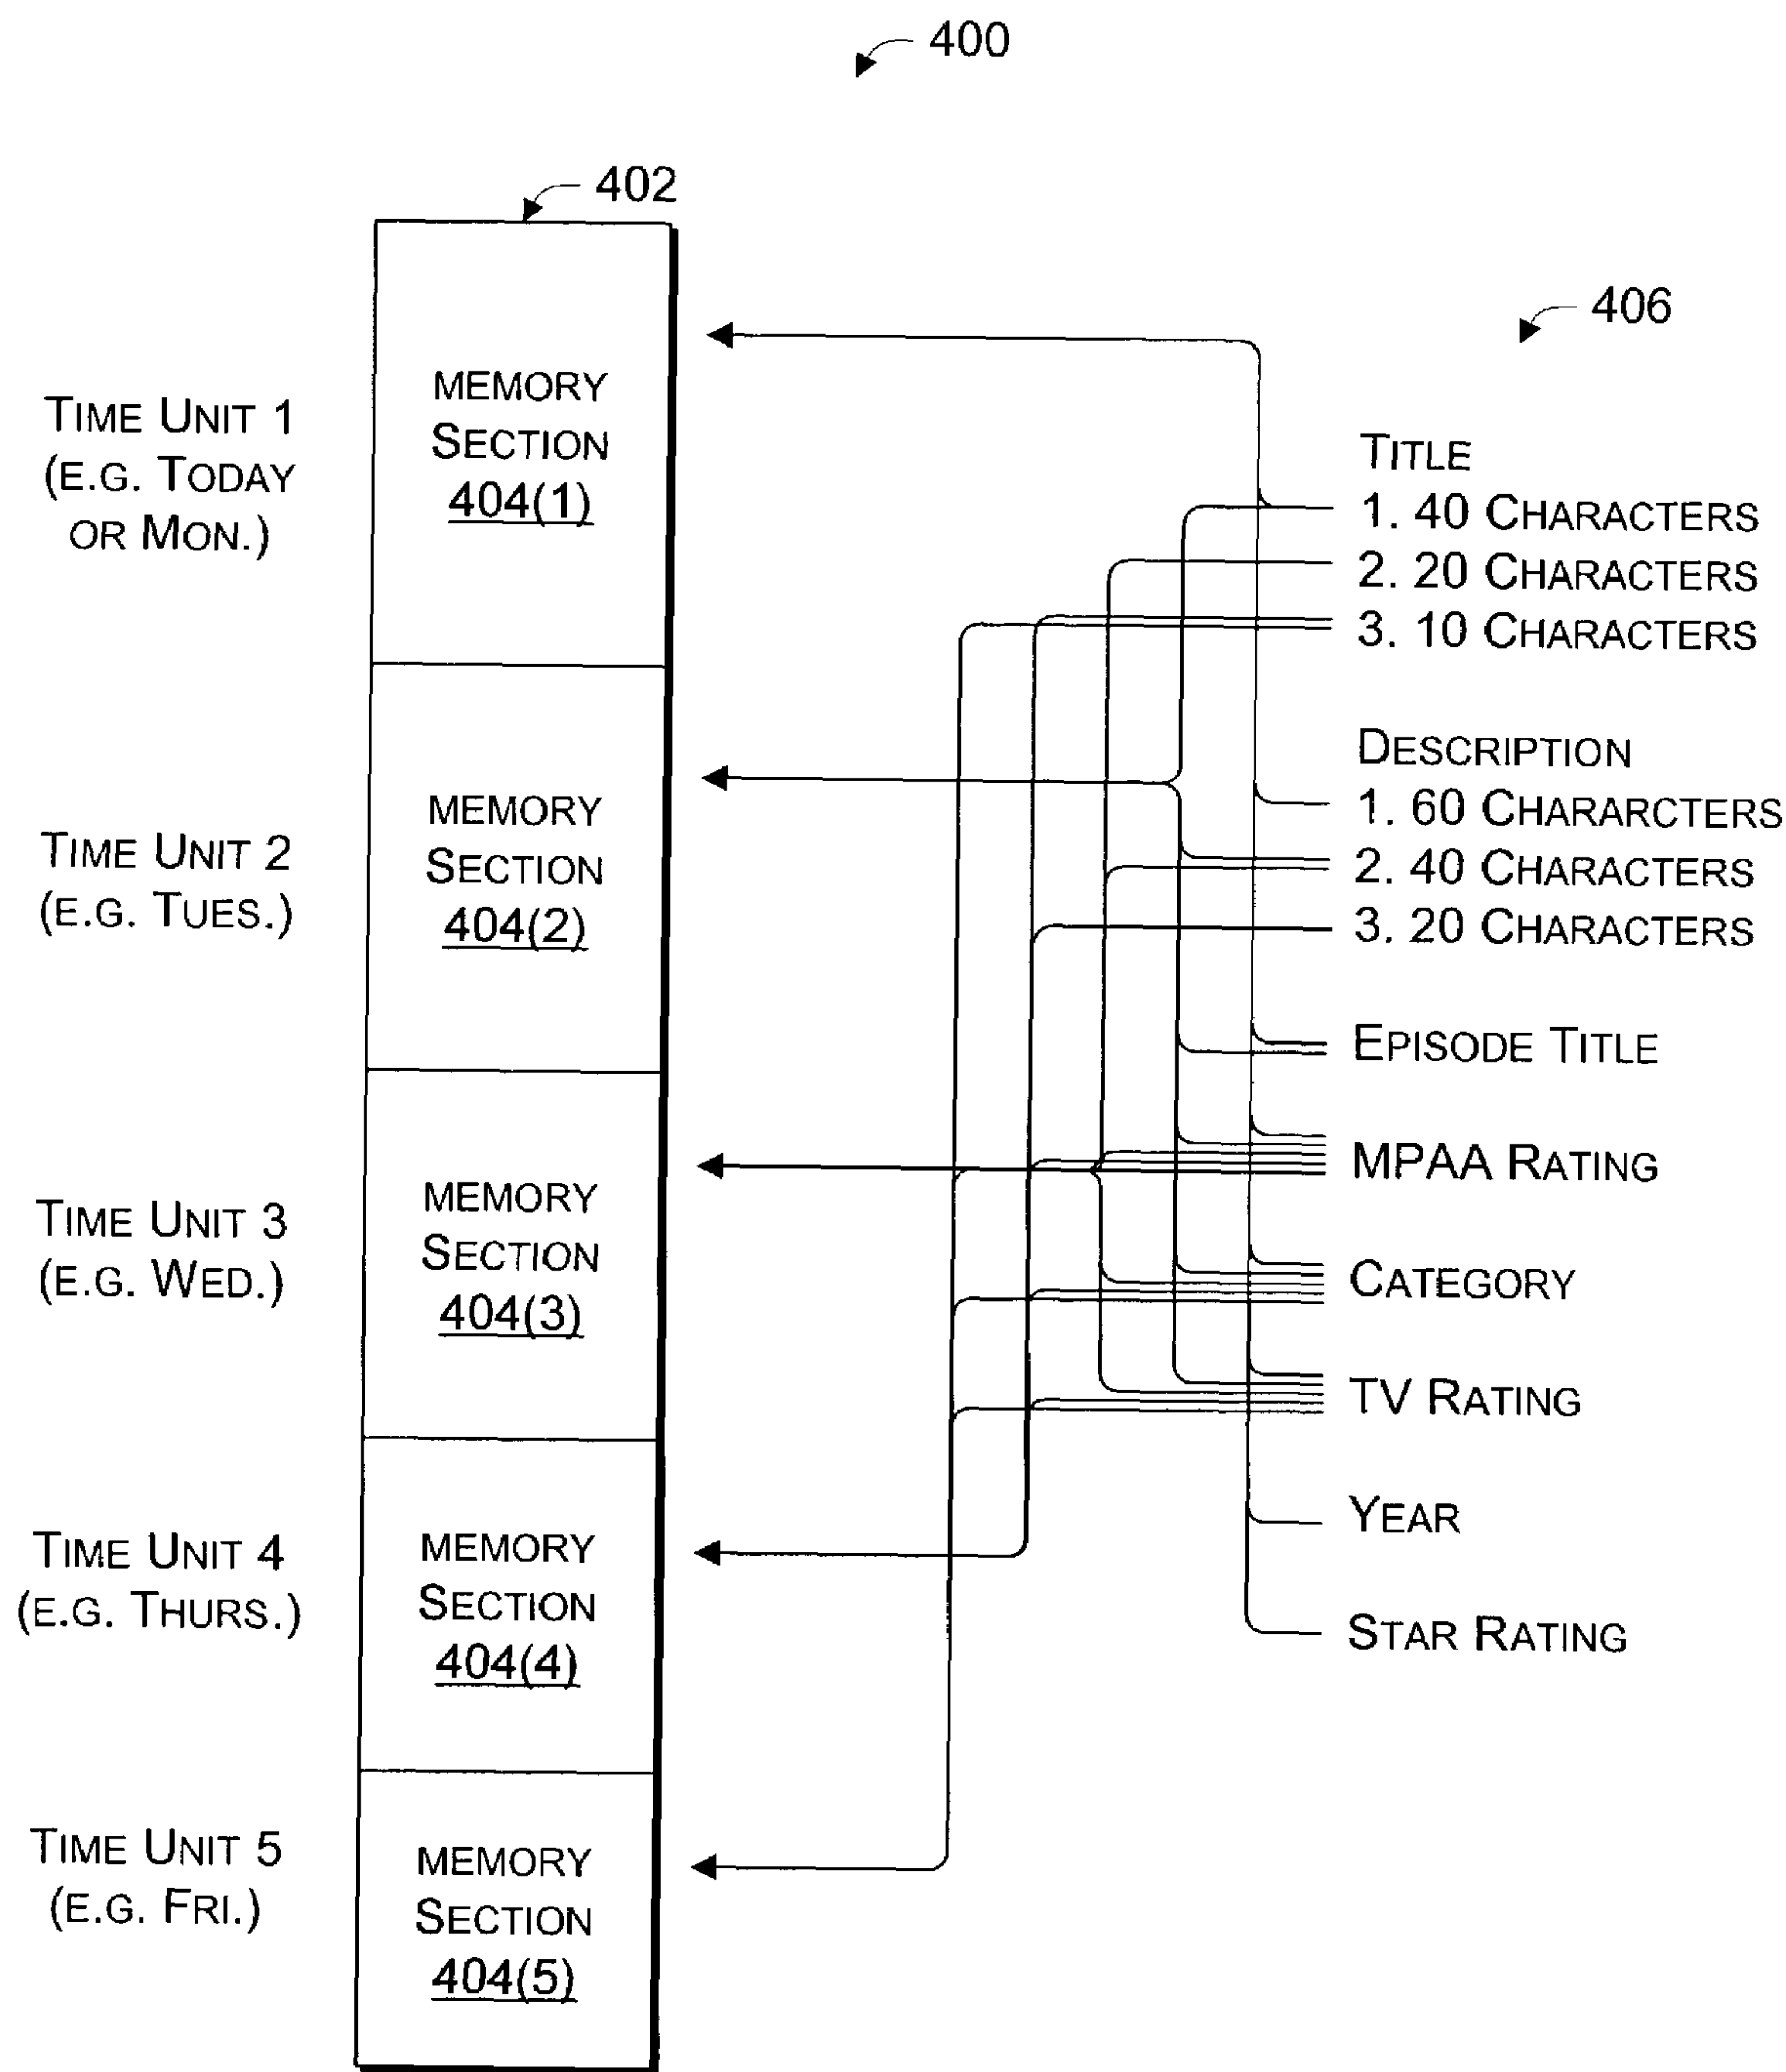 400
402
406
TIME UNIT 1
(E.G. TODAY
OR MON.)
MEMORY
SECTION
404(1)
TITLE
1. 40 CHARACTERS
2. 20 CHARACTERS
3. 10 CHARACTERS
TIME UNIT 2
(E.G. TUES.)
MEMORY
SECTION
404(2)
DESCRIPTION
1. 60 CHARARCTERS
2. 40 CHARACTERS
3. 20 CHARACTERS
EPISODE TITLE
TIME UNIT 3
(E.G. WED.)
MEMORY
SECTION
404(3)
MPAA RATING
CATEGORY
TV RATING
TIME UNIT 4
(E.G. THURS.)
MEMORY
SECTION
404(4)
YEAR
STAR RATING
TIME UNIT 5
(E.G. FRI.)
MEMORY
SECTION
404(5)